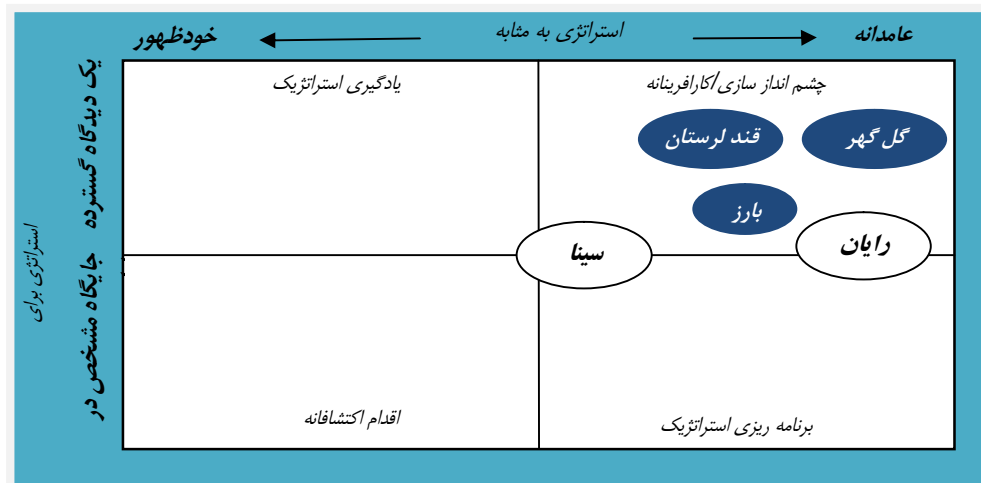 عامدانه
استراتژی به مثابه
خودظهور
چشم انداز سازی/کارافرینانه
یادگیری استراتژیک
گل گهر
قند لرستان
بارز
رایان
سینا
برنامه ریزی استراتژیک
اقدام اکتشافانه
یک دیدگاه گسترده
جایگاه مشخص در
استراتژی برای